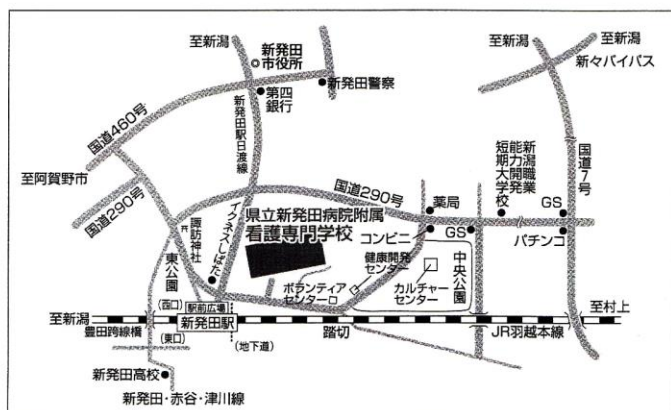 至新潟
新発田
市役所
新発田警察
第四
銀行
新発田駅日渡線
国道460号
至阿賀野市
国道290号
至新潟
至新潟
新々バイパス
国道7号
新潟職業
能力開発
短期大学校
GS
パチンコ
国道290号
薬局
コンビニ
GS
県立新発田病院附属
看護専門学校
イクネスしばた
諏訪神社
東公園
健康開発
センター
ボランティア
センター
カルチャー
センター
中央公園
(西口)
駅前広場
新発田駅
(東口)
(地下道)
踏切
至新潟
豊田跨線橋
JR羽越本線
至村上
新発田高校
新発田・赤谷・津川線